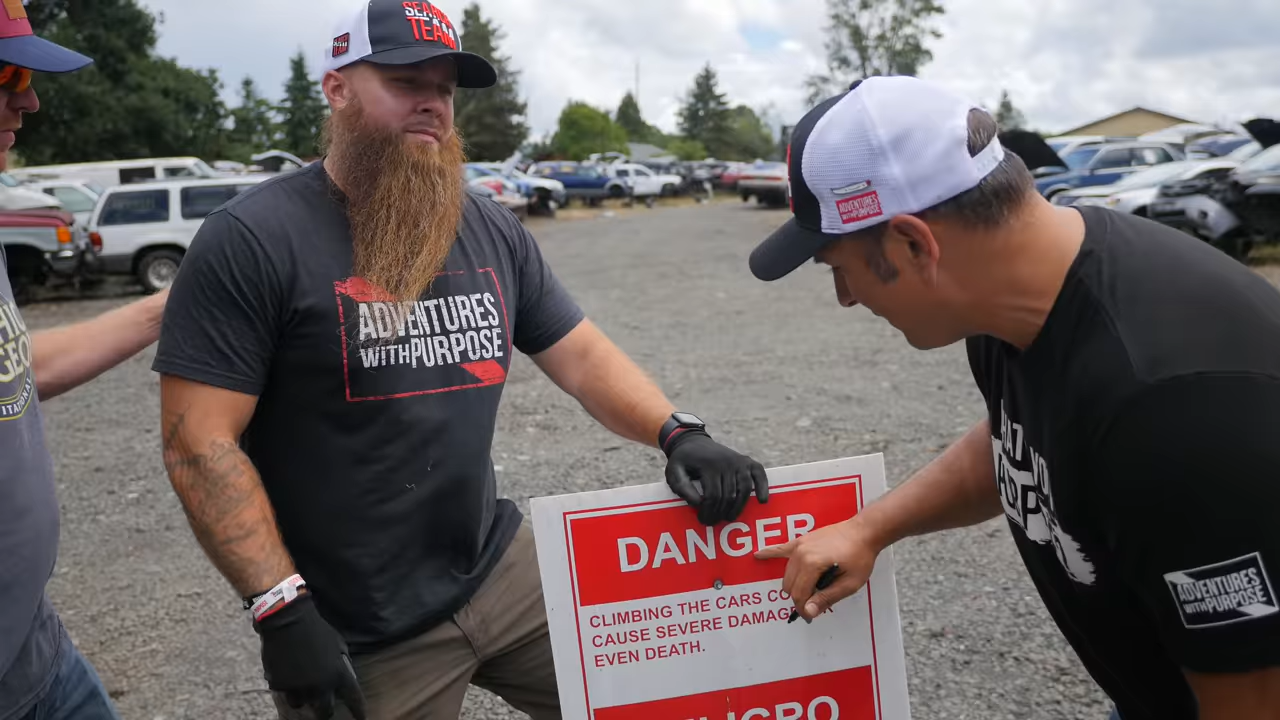 SEARCH
TEAM
ADVENTURES
WITH PURPOSE
ADVENTURES
WITH PURPOSE
DANGER
CLIMBING THE CARS CO
CAUSE SEVERE DAMAGE
EVEN DEATH.
ADVENTURES
WITH PURPOSE